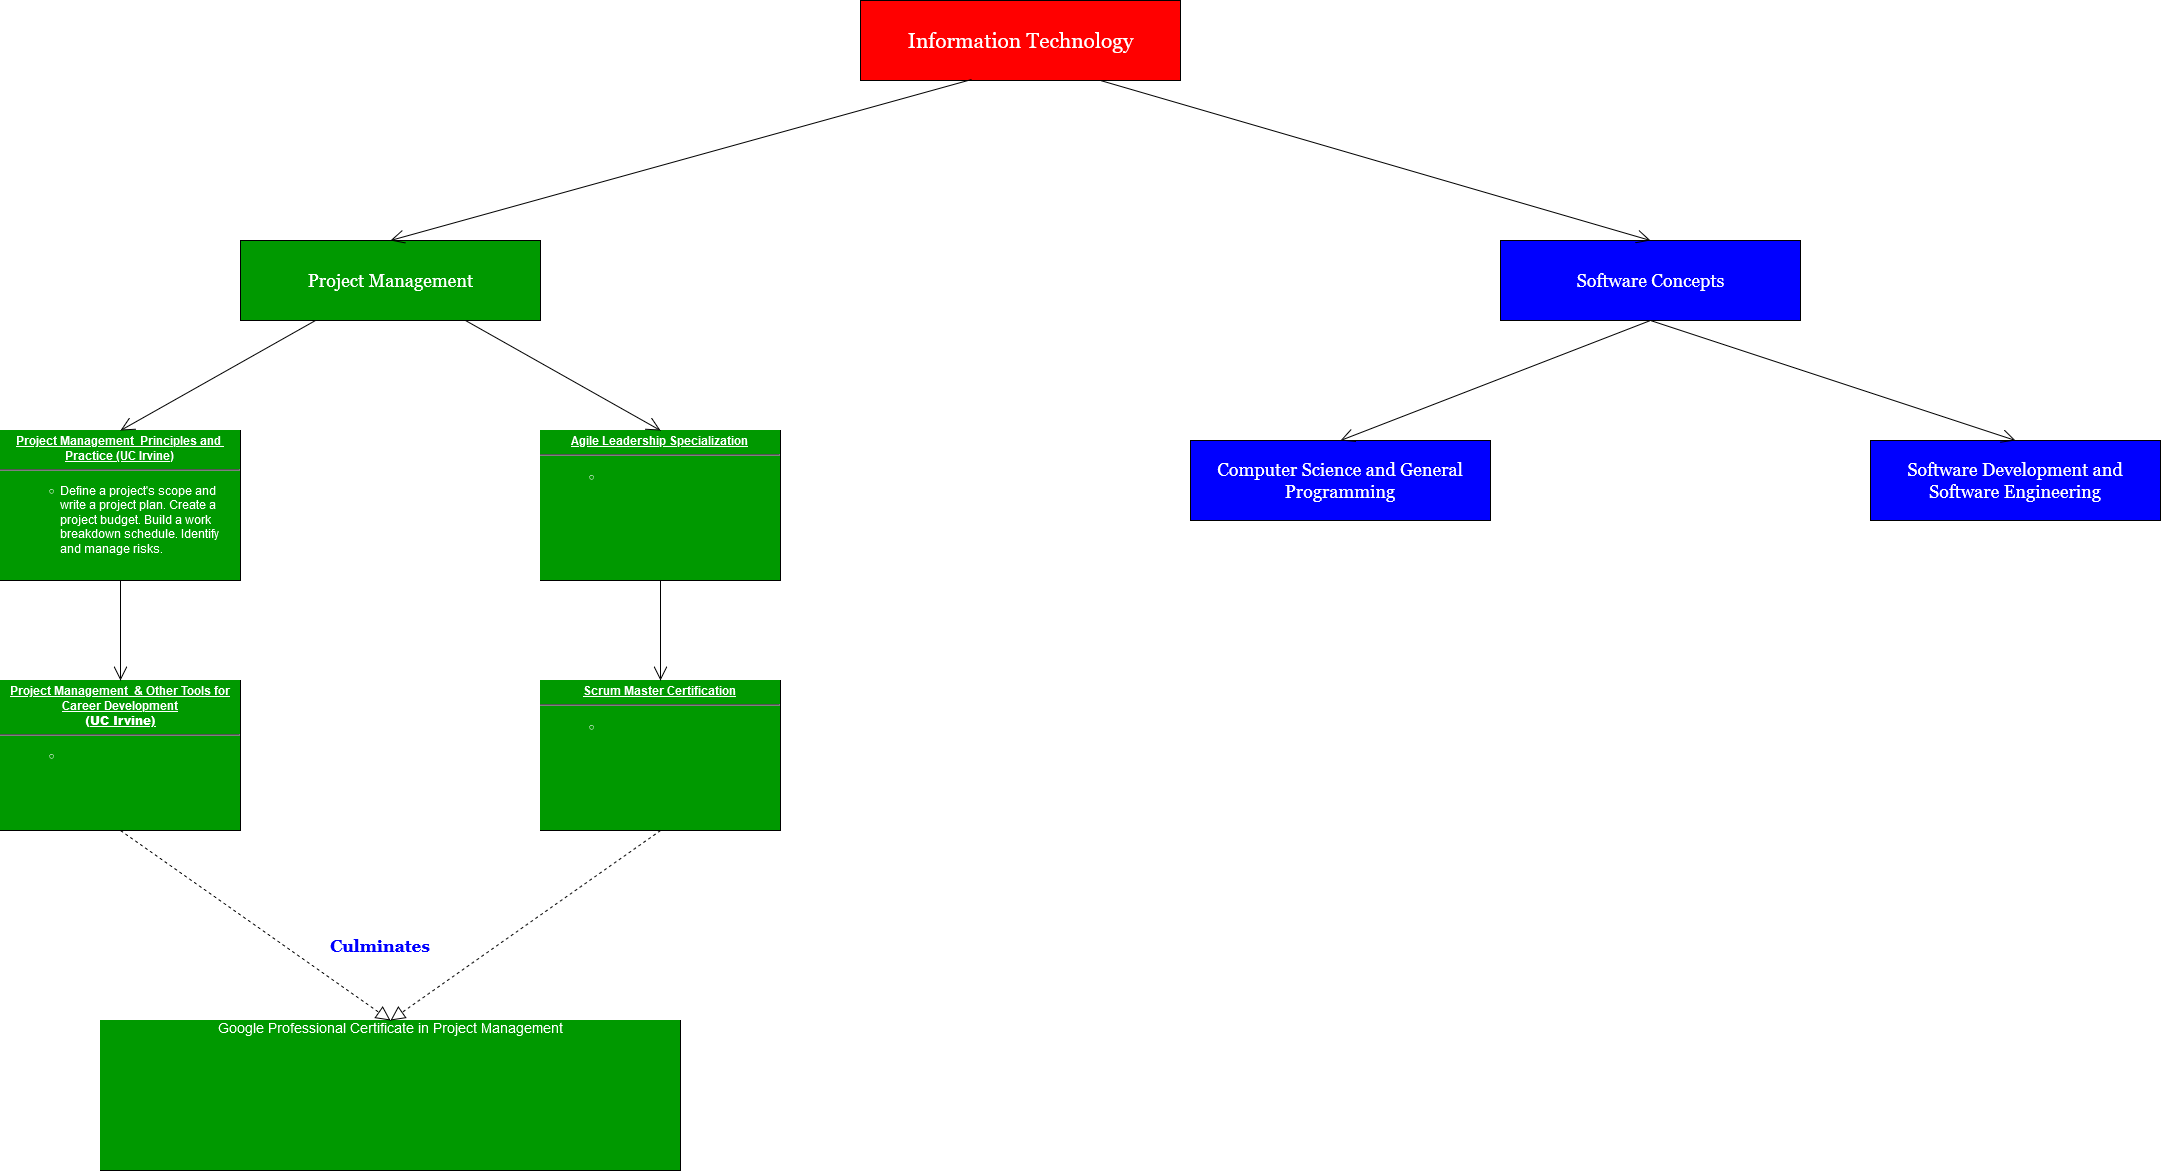 Information Technology
Project Management
Software Concepts
Project Management  Principles and
Practice (UC Irvine)
Define a project's scope and
write a project plan. Create a
project budget. Build a work
breakdown schedule. Identify
and manage risks.
Agile Leadership Specialization
Computer Science and General
Programming
Software Development and
Software Engineering
Project Management  & Other Tools for
Career Development
(UC Irvine)
Scrum Master Certification
Culminates
Google Professional Certificate in Project Management